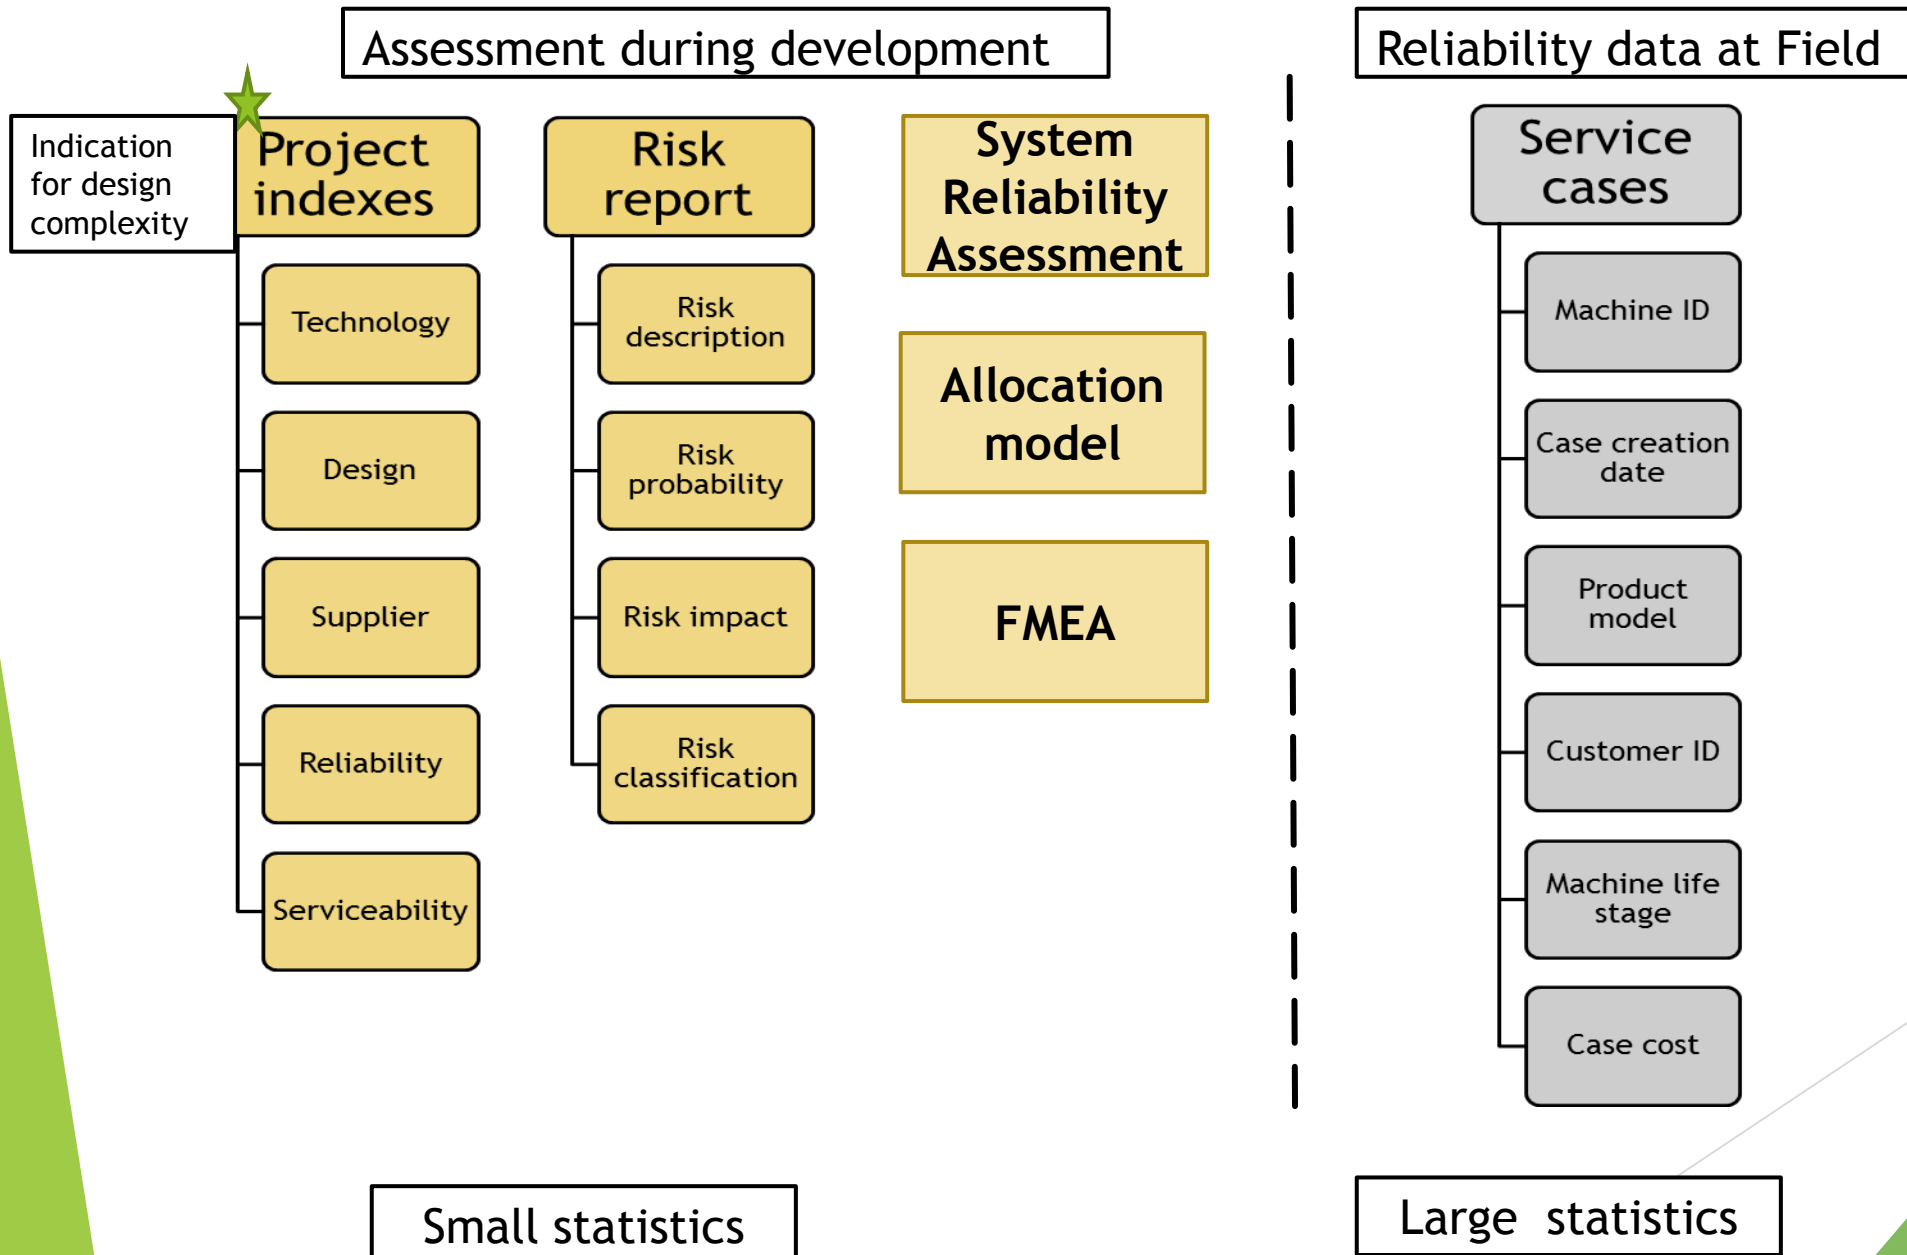 Assessment during development
Reliability data at Field
Indication
for design
complexity
Project
indexes
Technology
Design
Supplier
Reliability
Serviceability
Risk
report
Risk
description
Risk
probability
Risk impact
Risk
classification
System
Reliability
Assessment
Allocation
model
FMEA
Service
cases
Machine ID
Case creation
date
Product
model
Customer ID
Machine life
stage
Case cost
Small statistics
Large statistics